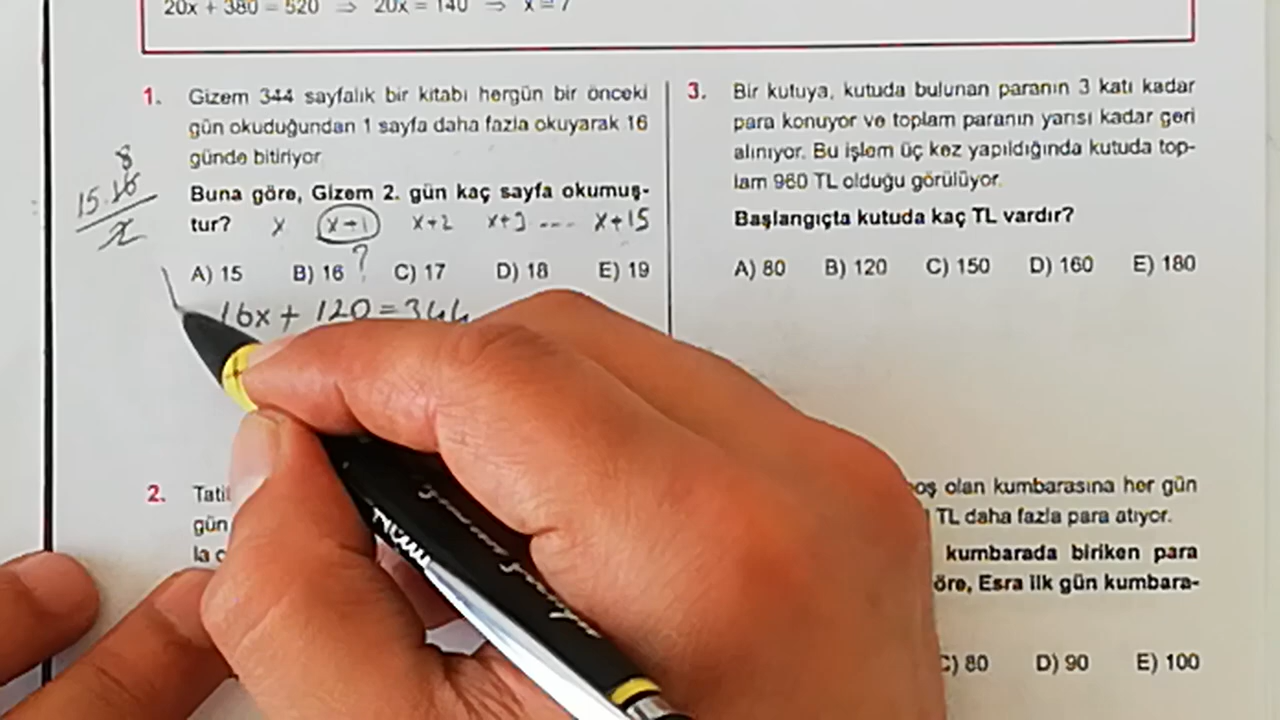 20x + 380 = 520 ⇒ 20x = 140 ⇒ x = 7
1. Gizem 344 sayfalık bir kitabı hergün bir önceki
gün okuduğundan 1 sayfa daha fazla okuyarak 16
günde bitiriyor
Buna göre, Gizem 2. gün kaç sayfa okumuş-
tur? x x+1 x+2 x+3 ---- x+15
?
A) 15 B) 16 C) 17 D) 18 E) 19
8
15.16
2
16x + 120 = 344
2. Tatil
gün
3. Bir kutuya, kutuda bulunan paranın 3 katı kadar
para konuyor ve toplam paranın yarısı kadar geri
alınıyor. Bu işlem üç kez yapıldığında kutuda top-
lam 960 TL olduğu görülüyor.
Başlangıçta kutuda kaç TL vardır?
A) 80 B) 120 C) 150 D) 160 E) 180
olan kumbarasına her gün
TL daha fazla para atıyor.
kumbarada biriken para
Esra ilk gün kumbara-
C) 80 D) 90 E) 100